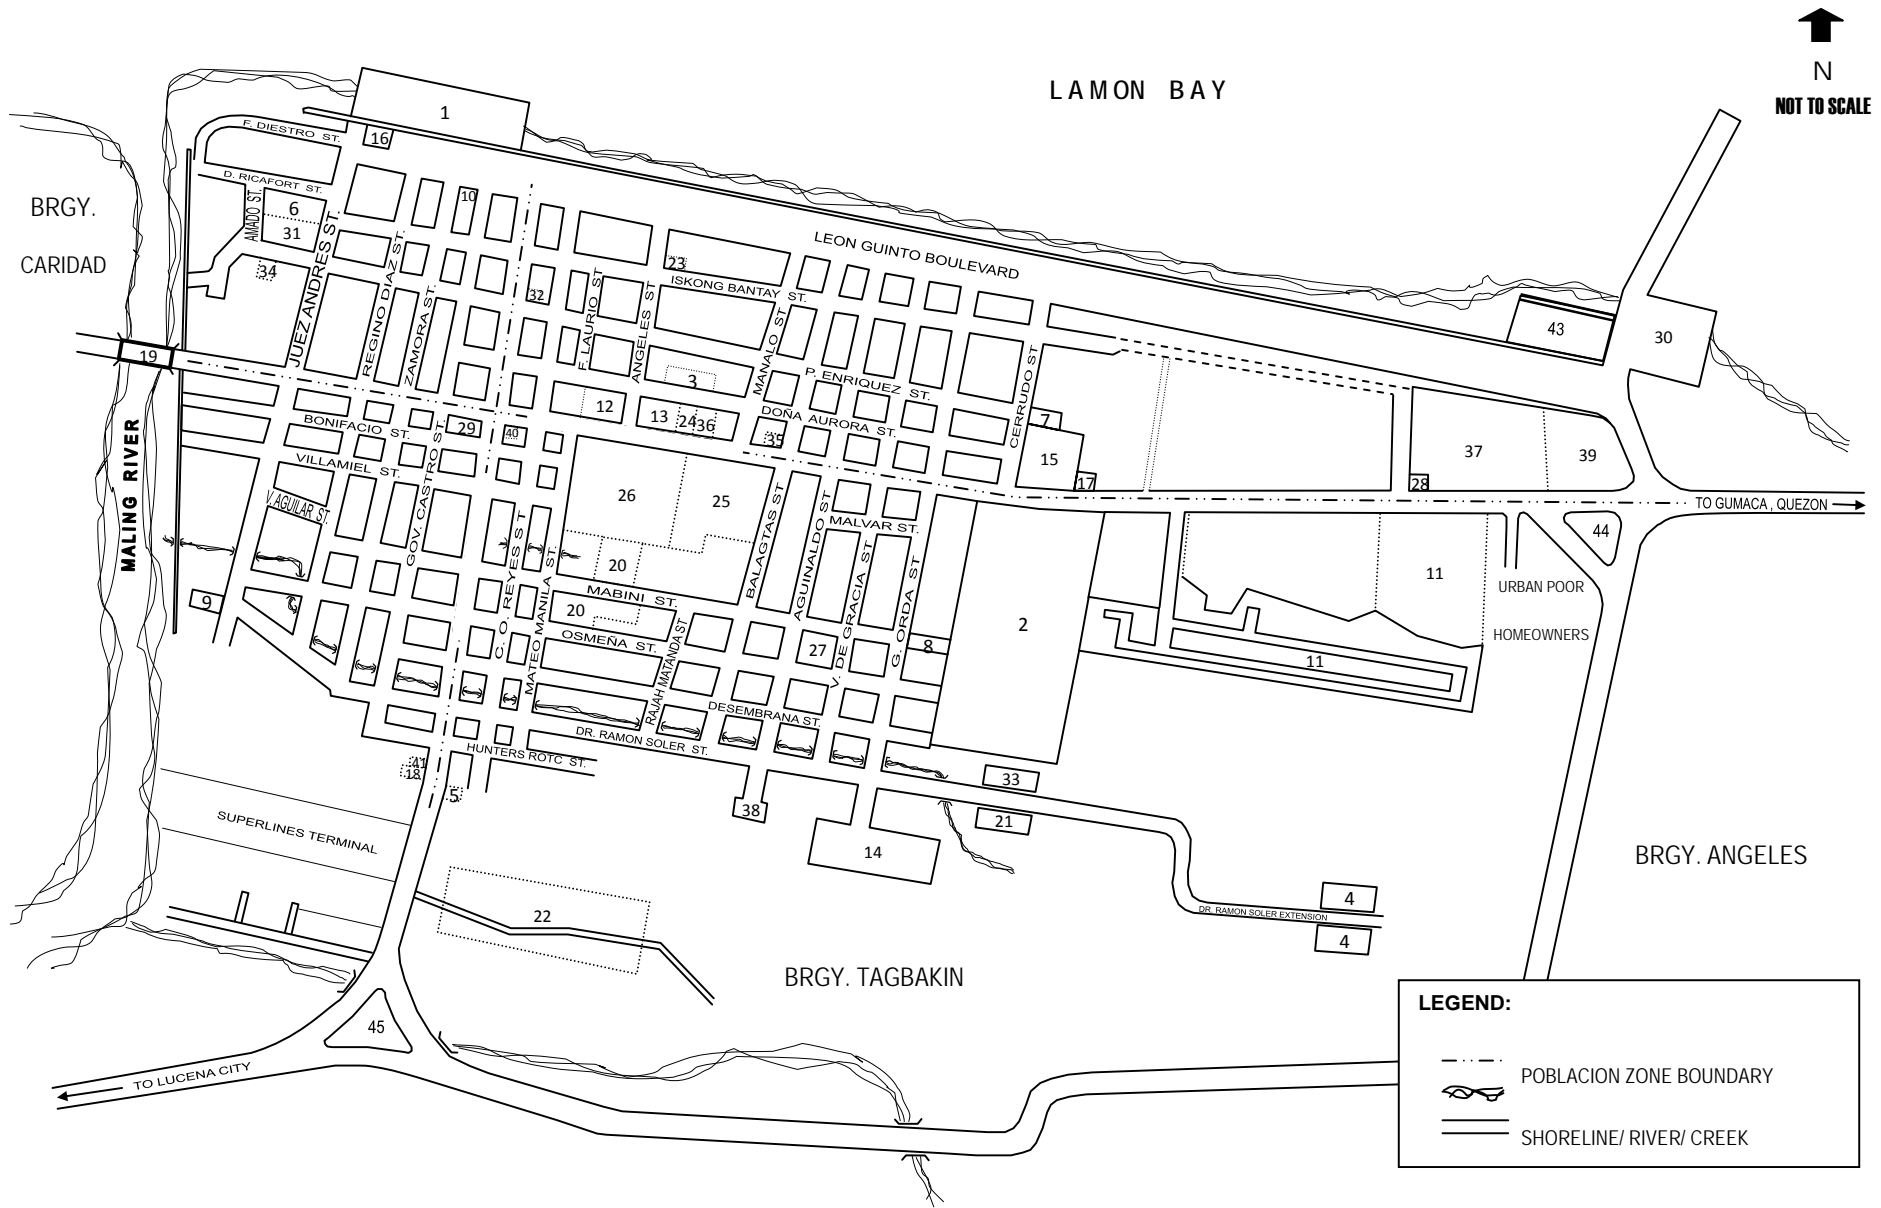 N
NOT TO SCALE
LAMON BAY
1
16
F. DIESTRO ST.
D. RICAFORT ST.
AMADO ST.
6
31
34
10
BRGY.
CARIDAD
JUEZ ANDRES ST.
REGINO DIAZ ST.
ZAMORA ST.
32
F. LAURIO ST
ANGELES ST
23
ISKONG BANTAY ST.
LEON GUINTO BOULEVARD
MANALO ST
P. ENRIQUEZ ST.
DOÑA AURORA ST.
CERRUDO ST
43
30
19
3
12
13
24
36
35
7
15
17
37
39
28
29
40
BONIFACIO ST.
VILLAMIEL ST.
V. AGUILAR ST.
GOV. CASTRO ST.
C. O. REYES ST
MATEO MANILA ST.
26
25
20
MABINI ST.
20
OSMEÑA ST.
RAJAH MATANDA ST
BALAGTAS ST
AGUINALDO ST
MALVAR ST.
V. DE GRACIA ST
G. ORDA ST
27
8
2
11
11
44
TO GUMACA , QUEZON
URBAN POOR
HOMEOWNERS
MALING RIVER
9
DESEMBRANA ST.
DR. RAMON SOLER ST.
HUNTERS ROTC ST.
41
18
5
38
33
21
14
SUPERLINES TERMINAL
22
4
DR. RAMON SOLER EXTENSION
4
BRGY. ANGELES
BRGY. TAGBAKIN
45
TO LUCENA CITY
LEGEND:
POBLACION ZONE BOUNDARY
SHORELINE/ RIVER/ CREEK